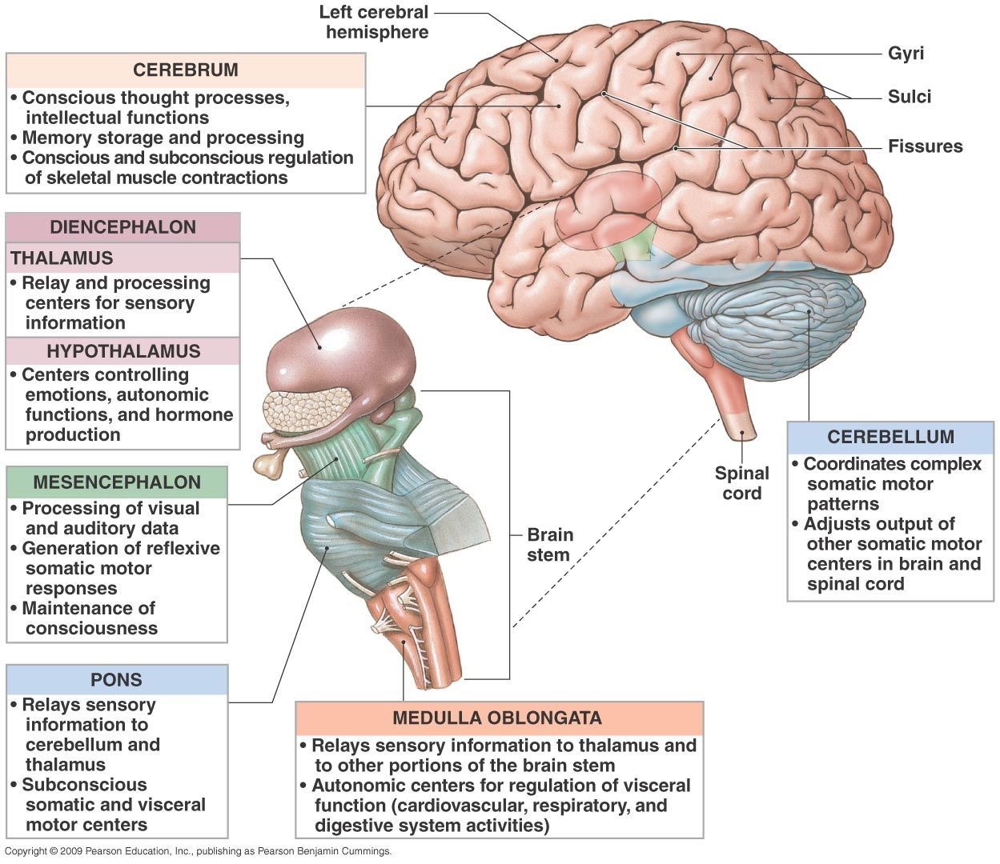 Left cerebral
hemisphere
Gyri
Sulci
Fissures
CEREBRUM
• Conscious thought processes,
intellectual functions
• Memory storage and processing
• Conscious and subconscious regulation
of skeletal muscle contractions
DIENCEPHALON
THALAMUS
• Relay and processing
centers for sensory
information
HYPOTHALAMUS
• Centers controlling
emotions, autonomic
functions, and hormone
production
MESENCEPHALON
• Processing of visual
and auditory data
• Generation of reflexive
somatic motor
responses
• Maintenance of
consciousness
PONS
• Relays sensory
information to
cerebellum and
thalamus
• Subconscious
somatic and visceral
motor centers
Brain
stem
Spinal
cord
CEREBELLUM
• Coordinates complex
somatic motor
patterns
• Adjusts output of
other somatic motor
centers in brain and
spinal cord
MEDULLA OBLONGATA
• Relays sensory information to thalamus and
to other portions of the brain stem
• Autonomic centers for regulation of visceral
function (cardiovascular, respiratory, and
digestive system activities)
Copyright © 2009 Pearson Education, Inc., publishing as Pearson Benjamin Cummings.